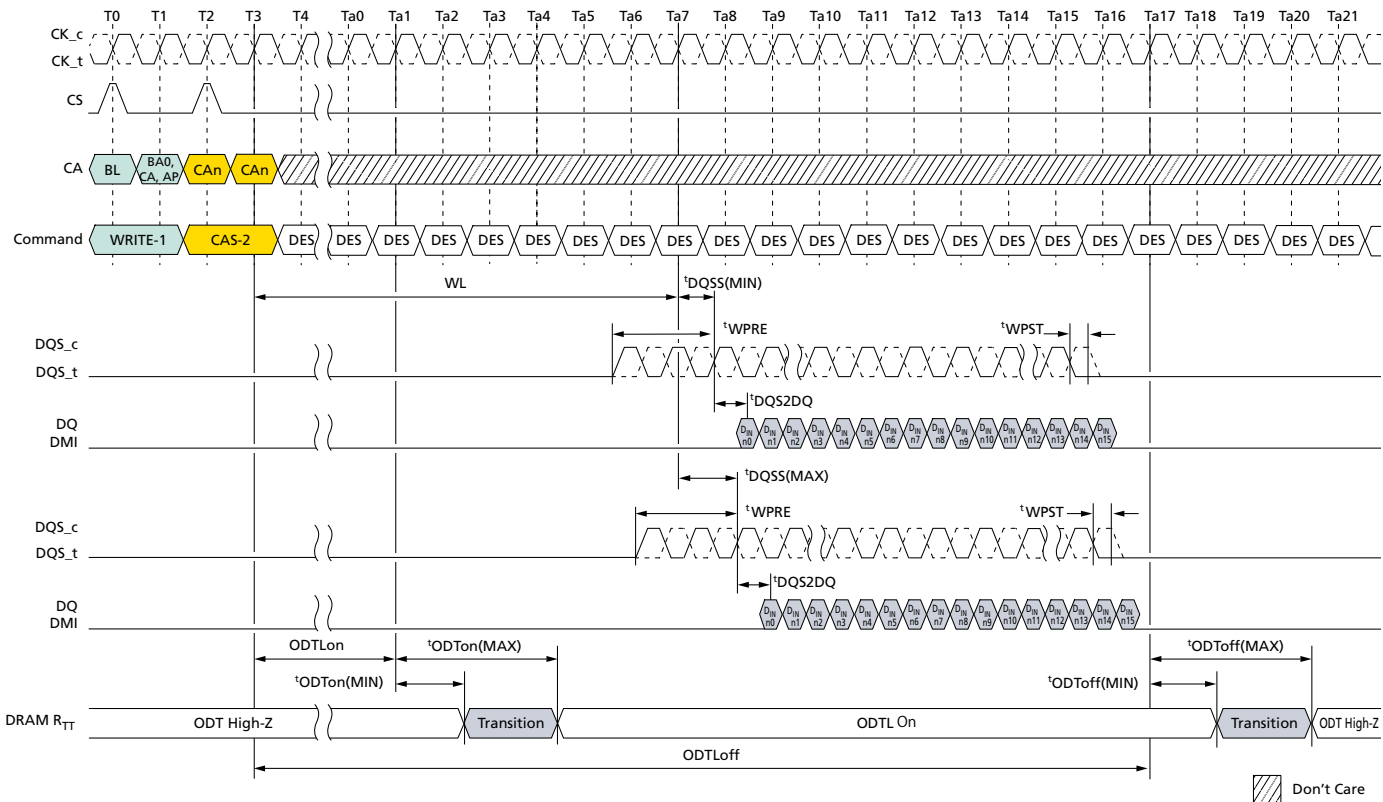 T0 T1 T2 T3 T4 Ta0 Ta1 Ta2 Ta3 Ta4 Ta5 Ta6 Ta7 Ta8 Ta9 Ta10 Ta11 Ta12 Ta13 Ta14 Ta15 Ta16 Ta17 Ta18 Ta19 Ta20 Ta21
CK_c
CK_t
CS
CA BL BA0, CA, AP CAn CAn
Command WRITE-1 CAS-2 DES DES DES DES DES DES DES DES DES DES DES DES DES DES DES DES DES DES DES DES DES DES DES
WL tDQSS(MIN)
tWPRE tWPST
DQS_c
DQS_t
tDQS2DQ
DQ
DMI
DIN n0 DIN n1 DIN n2 DIN n3 DIN n4 DIN n5 DIN n6 DIN n7 DIN n8 DIN n9 DIN n10 DIN n11 DIN n12 DIN n13 DIN n14 DIN n15
tDQSS(MAX)
tWPRE tWPST
DQS_c
DQS_t
tDQS2DQ
DQ
DMI
DIN n0 DIN n1 DIN n2 DIN n3 DIN n4 DIN n5 DIN n6 DIN n7 DIN n8 DIN n9 DIN n10 DIN n11 DIN n12 DIN n13 DIN n14 DIN n15
ODTLon tODTon(MAX) tODToff(MAX)
tODTon(MIN) tODToff(MIN)
DRAM RTT ODT High-Z Transition ODTL On Transition ODT High-Z
ODTLoff
Don't Care